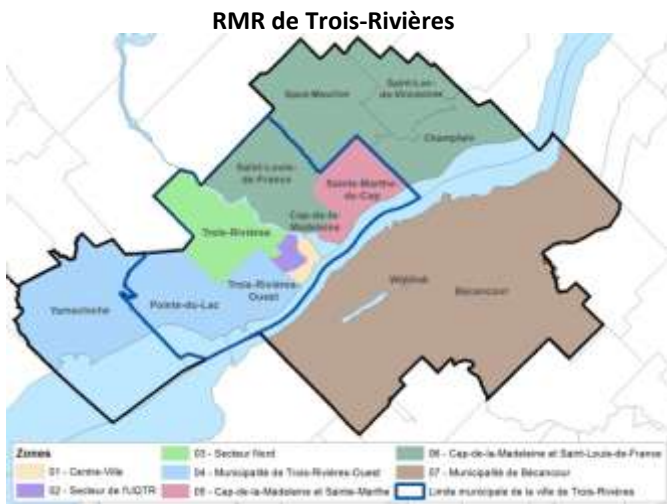 RMR de Trois-Rivières
Saint-Luc-
de-Vincennes
Saint-Maurice
Champlain
Saint-Louis-
de-France
Sainte-Marthe-
du-Cap
Cap-de-la-
Madeleine
Trois-Rivières
Trois-Rivières-
Ouest
Pointe-du-Lac
Yamachiche
Wôlinak
Bécancour
Zones
01 - Centre-Ville
02 - Secteur de l'UQTR
03 - Secteur Nord
04 - Municipalité de Trois-Rivières-Ouest
05 - Cap-de-la-Madeleine et Sainte-Marthe
06 - Cap-de-la-Madeleine et Saint-Louis-de-France
07 - Municipalité de Bécancour
Limite municipale de la ville de Trois-Rivières